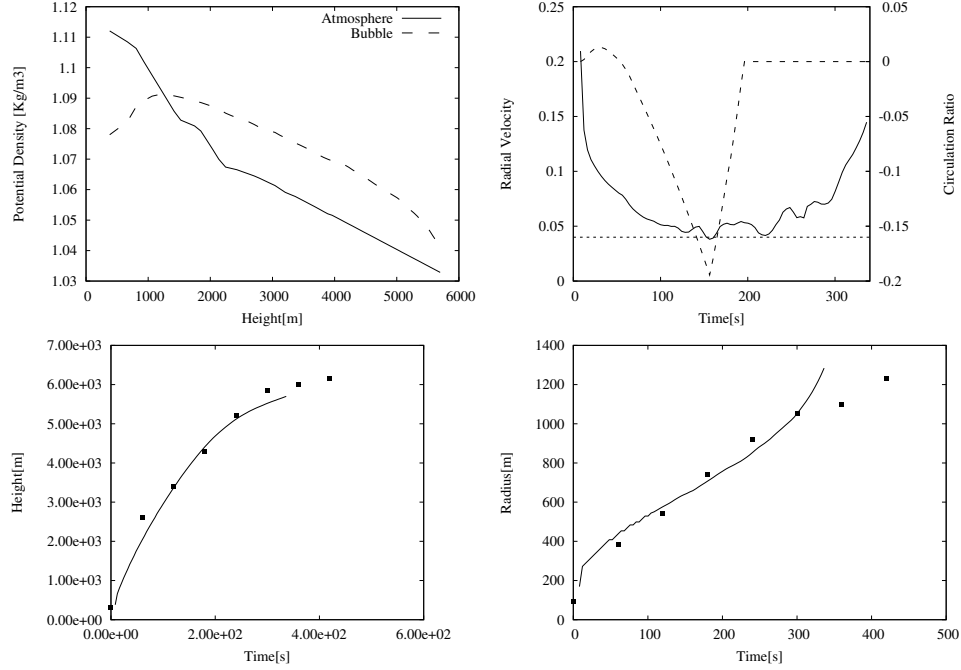 1.12
1.11
1.1
1.09
1.08
1.07
1.06
1.05
1.04
1.03
0
1000
2000
3000
4000
5000
6000
Potential Density [Kg/m3]
Height[m]
Atmosphere
Bubble
0.25
0.2
0.15
0.1
0.05
0
0
100
200
300
0.05
0
-0.05
-0.1
-0.15
-0.2
Radial Velocity
Circulation Ratio
Time[s]
7.00e+03
6.00e+03
5.00e+03
4.00e+03
3.00e+03
2.00e+03
1.00e+03
0.00e+00
0.00e+00
2.00e+02
4.00e+02
6.00e+02
Height[m]
Time[s]
1400
1200
1000
800
600
400
200
0
0
100
200
300
400
500
Radius[m]
Time[s]